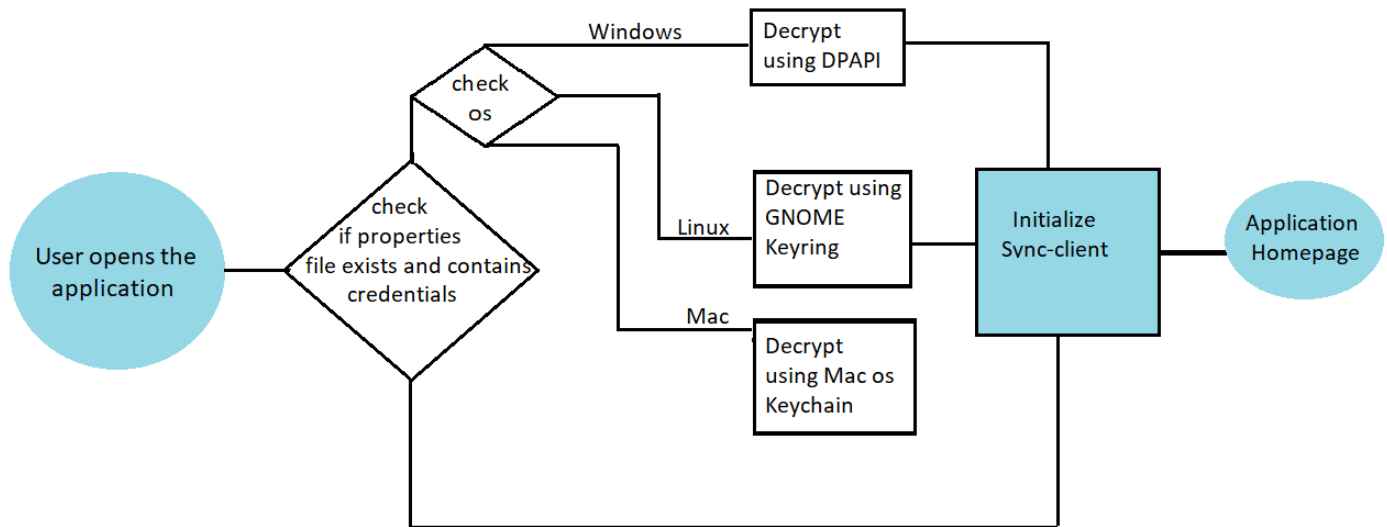 User opens the
application
check
if properties
file exists and contains
credentials
check
os
Windows
Decrypt
using DPAPI
Linux
Decrypt using
GNOME
Keyring
Mac
Decrypt
using Mac os
Keychain
Initialize
Sync-client
Application
Homepage